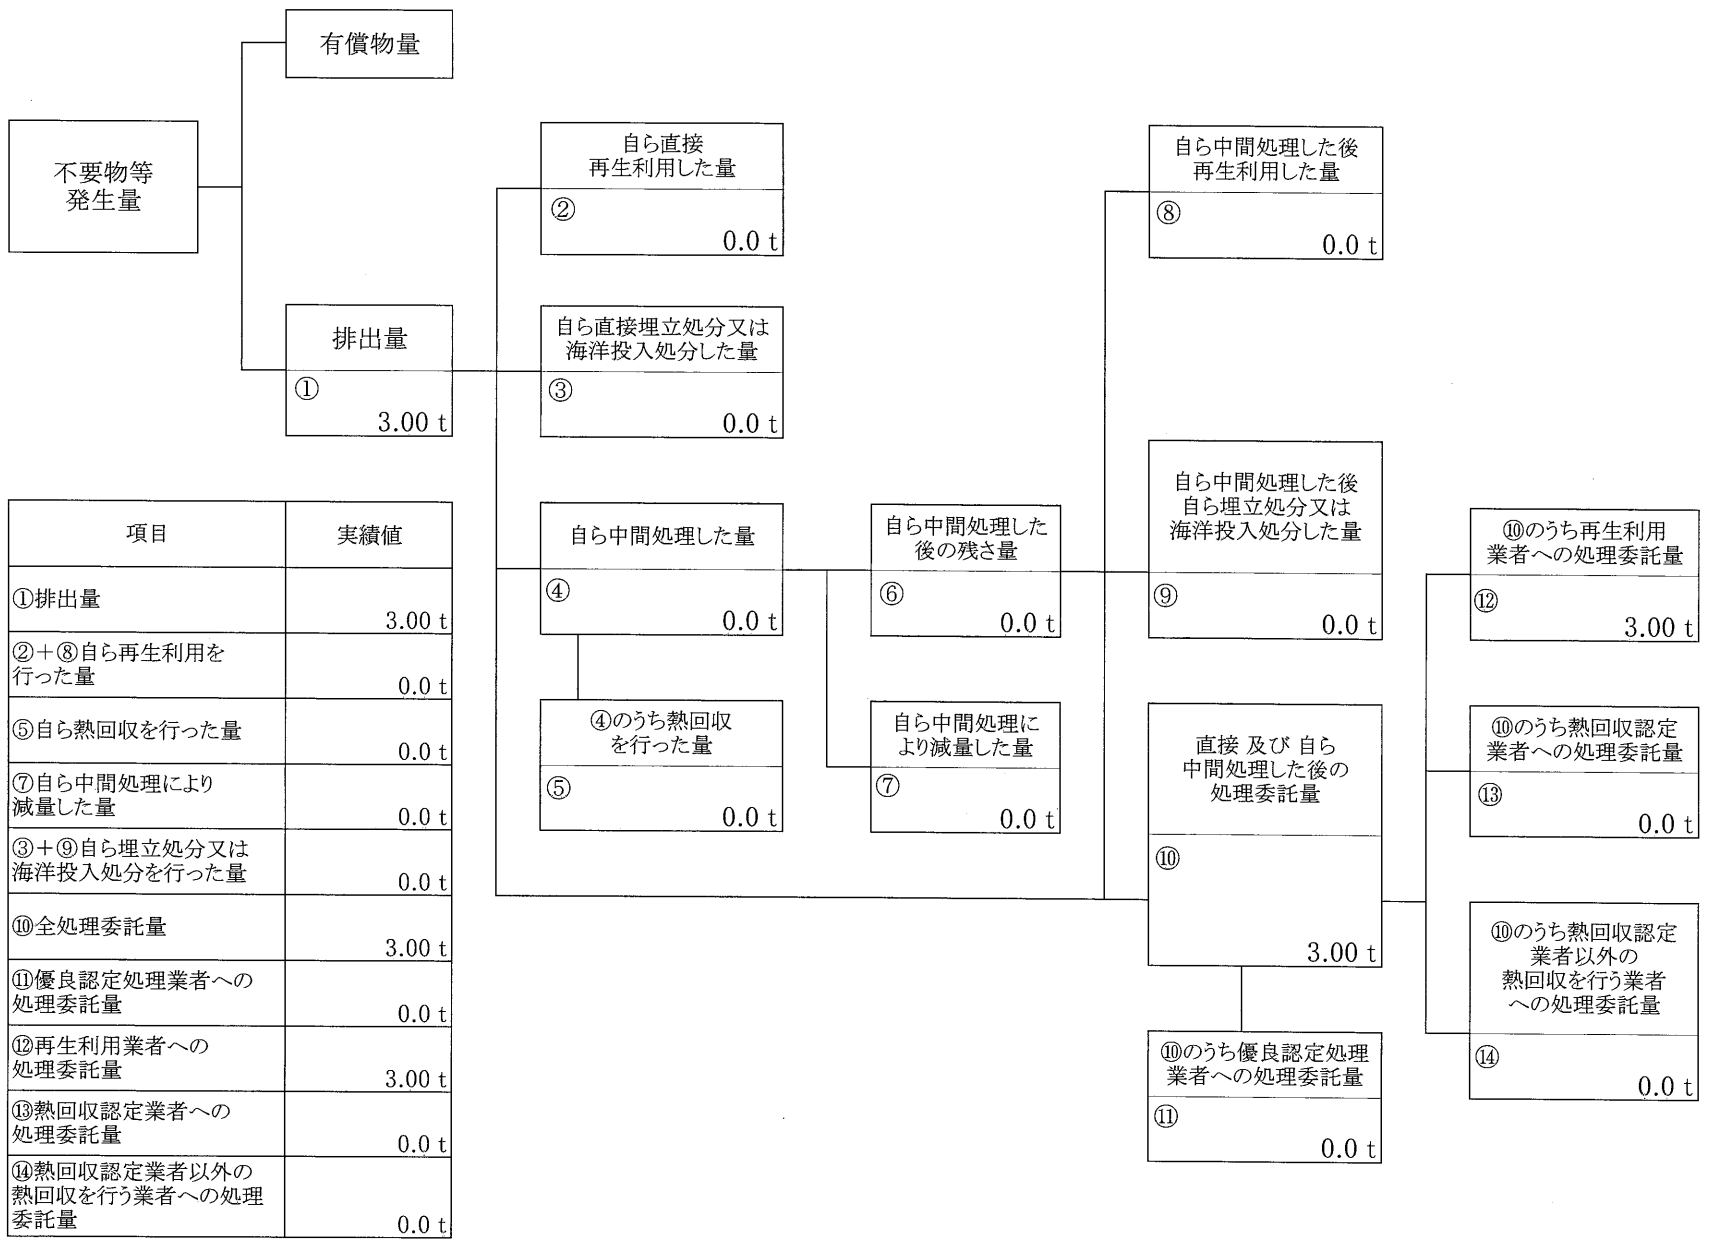 有償物量
不要物等
発生量
排出量
①
3.00 t
自ら直接
再生利用した量
②
0.0 t
自ら直接埋立処分又は
海洋投入処分した量
③
0.0 t
自ら中間処理した量
④
0.0 t
④のうち熱回収
を行った量
⑤
0.0 t
自ら中間処理した
後の残さ量
⑥
0.0 t
自ら中間処理に
より減量した量
⑦
0.0 t
自ら中間処理した後
再生利用した量
⑧
0.0 t
自ら中間処理した後
自ら埋立処分又は
海洋投入処分した量
⑨
0.0 t
直接 及び 自ら
中間処理した後の
処理委託量
⑩
3.00 t
⑩のうち優良認定処理
業者への処理委託量
⑪
0.0 t
⑩のうち再生利用
業者への処理委託量
⑫
3.00 t
⑩のうち熱回収認定
業者への処理委託量
⑬
0.0 t
⑩のうち熱回収認定
業者以外の
熱回収を行う業者
への処理委託量
⑭
0.0 t
項目 実績値
①排出量
3.00 t
②＋⑧自ら再生利用を
行った量
0.0 t
⑤自ら熱回収を行った量
0.0 t
⑦自ら中間処理により
減量した量
0.0 t
③＋⑨自ら埋立処分又は
海洋投入処分を行った量
0.0 t
⑩全処理委託量
3.00 t
⑪優良認定処理業者への
処理委託量
0.0 t
⑫再生利用業者への
処理委託量
3.00 t
⑬熱回収認定業者への
処理委託量
0.0 t
⑭熱回収認定業者以外の
熱回収を行う業者への処理
委託量
0.0 t